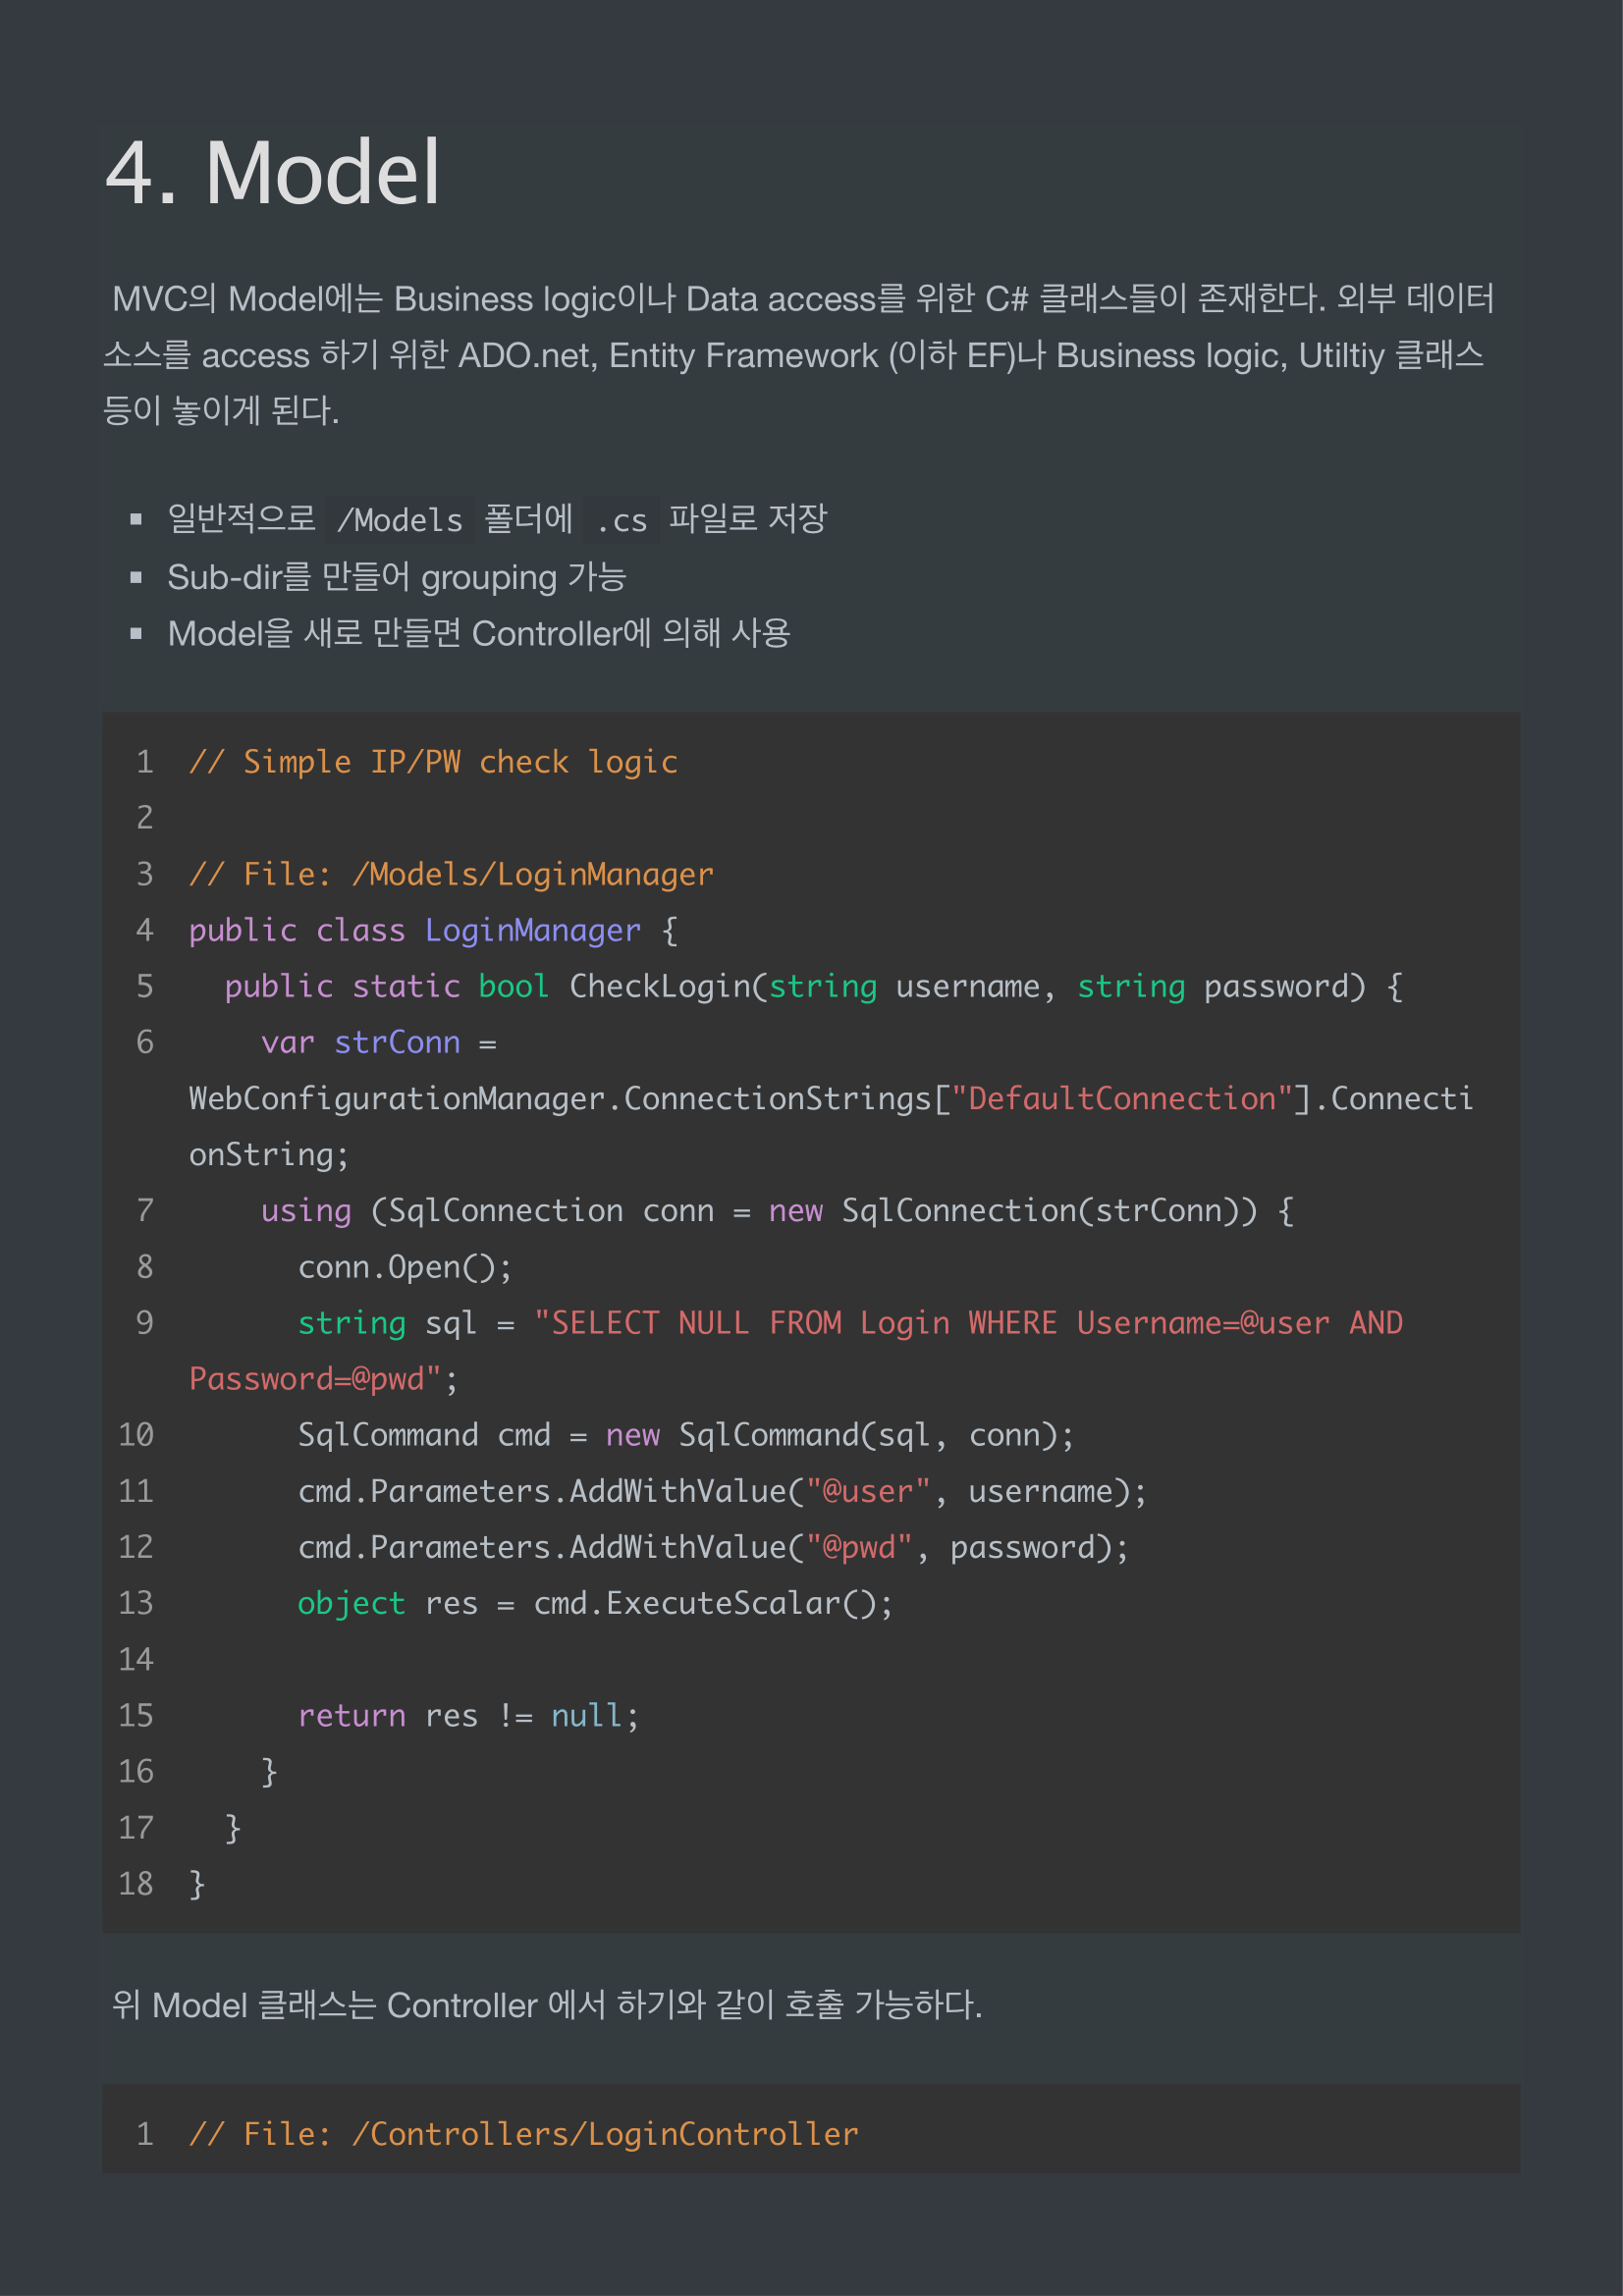 4. Model
MVC의 Model에는 Business logic이나 Data access를 위한 C# 클래스들이 존재한다. 외부 데이터
소스를 access 하기 위한 ADO.net, Entity Framework (이하 EF)나 Business logic, Utiltiy 클래스
등이 놓이게 된다.
▪ 일반적으로 /Models 폴더에 .cs 파일로 저장
▪ Sub-dir를 만들어 grouping 가능
▪ Model을 새로 만들면 Controller에 의해 사용
1 // Simple IP/PW check logic
2
3 // File: /Models/LoginManager
4 public class LoginManager {
5   public static bool CheckLogin(string username, string password) {
6     var strConn =
WebConfigurationManager.ConnectionStrings["DefaultConnection"].Connecti
onString;
7     using (SqlConnection conn = new SqlConnection(strConn)) {
8       conn.Open();
9       string sql = "SELECT NULL FROM Login WHERE Username=@user AND
Password=@pwd";
10       SqlCommand cmd = new SqlCommand(sql, conn);
11       cmd.Parameters.AddWithValue("@user", username);
12       cmd.Parameters.AddWithValue("@pwd", password);
13       object res = cmd.ExecuteScalar();
14
15       return res != null;
16     }
17   }
18 }
위 Model 클래스는 Controller 에서 하기와 같이 호출 가능하다.
1 // File: /Controllers/LoginController